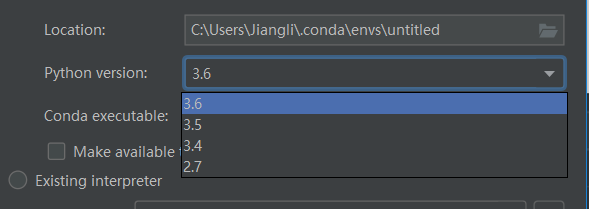 Location: C:\Users\Jiangli\.conda\envs\untitled
Python version: 3.6
3.6
Conda executable:
3.5
3.4
Make available
2.7
Existing interpreter